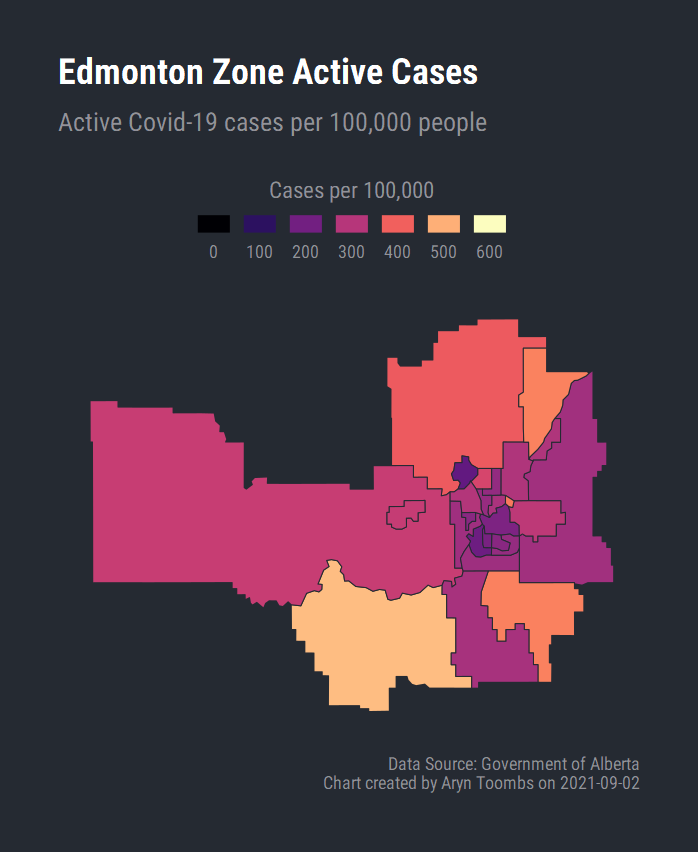 Edmonton Zone Active Cases
Active Covid-19 cases per 100,000 people
Cases per 100,000
0 100 200 300 400 500 600
Data Source: Government of Alberta
Chart created by Aryn Toombs on 2021-09-02